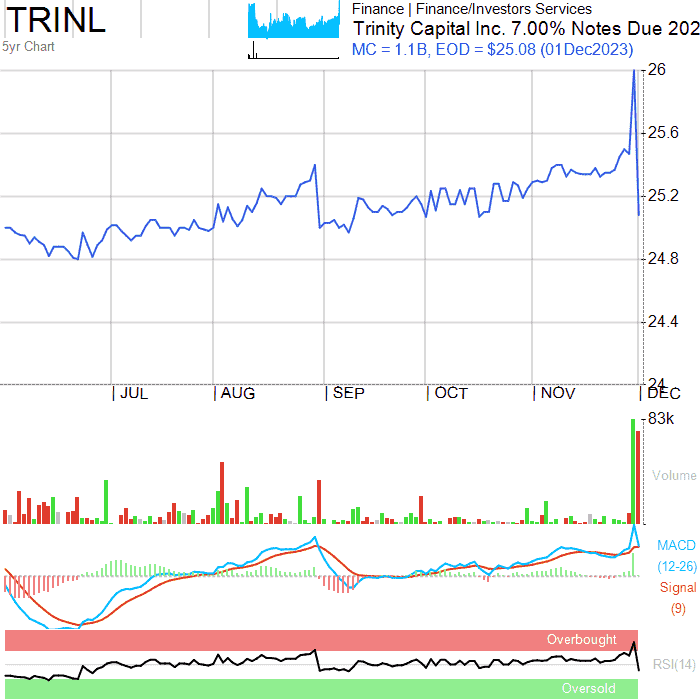 TRINL
5yr Chart
Finance | Finance/Investors Services
Trinity Capital Inc. 7.00% Notes Due 202
MC = 1.1B, EOD = $25.08 (01Dec2023)
26
25.6
25.2
24.8
24.4
24
JUL AUG SEP OCT NOV DEC
83k
Volume
MACD
(12-26)
Signal
(9)
Overbought
RSI(14)
Oversold